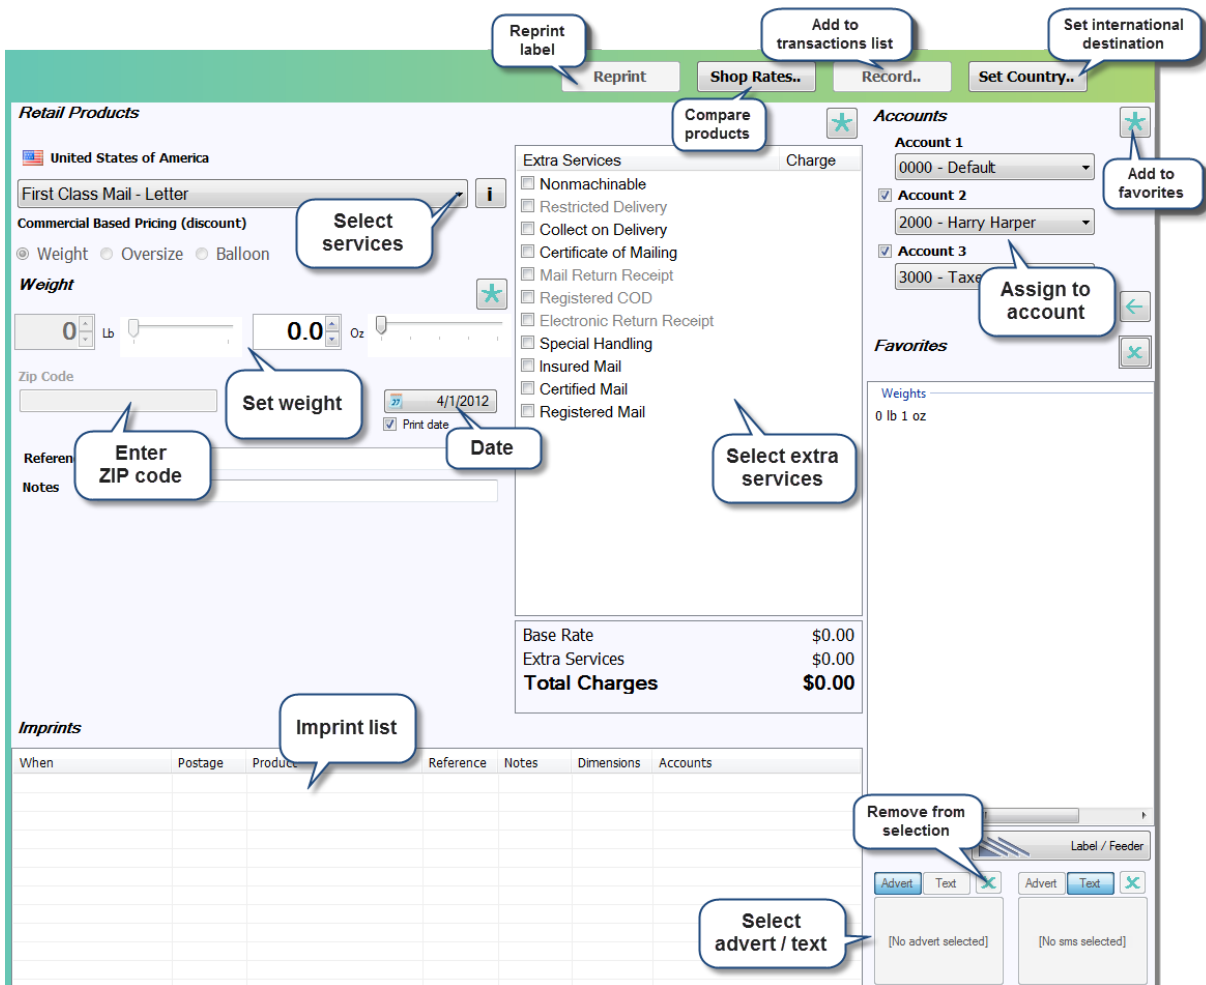 Reprint
label
Add to
transactions list
Set international
destination
Reprint
Shop Rates..
Record..
Set Country..
Compare
products
Retail Products
United States of America
First Class Mail - Letter
i
Select
services
Commercial Based Pricing (discount)
Weight
Oversize
Balloon
Weight
0
Lb
0.0
Oz
Zip Code
Set weight
27
4/1/2012
Print date
Enter
ZIP code
Date
Notes
Extra Services
Charge
Nonmachinable
Restricted Delivery
Collect on Delivery
Certificate of Mailing
Mail Return Receipt
Registered COD
Electronic Return Receipt
Special Handling
Insured Mail
Certified Mail
Registered Mail
Select extra
services
Base Rate
$0.00
Extra Services
$0.00
Total Charges
$0.00
Accounts
Account 1
0000 - Default
Add to
favorites
Account 2
2000 - Harry Harper
Account 3
3000 - Taxe
Assign to
account
Favorites
Weights
0 lb 1 oz
Imprints
Imprint list
When
Postage
Product
Reference
Notes
Dimensions
Accounts
Remove from
selection
Label / Feeder
Advert
Text
Advert
Text
Select
advert / text
[No advert selected]
[No sms selected]